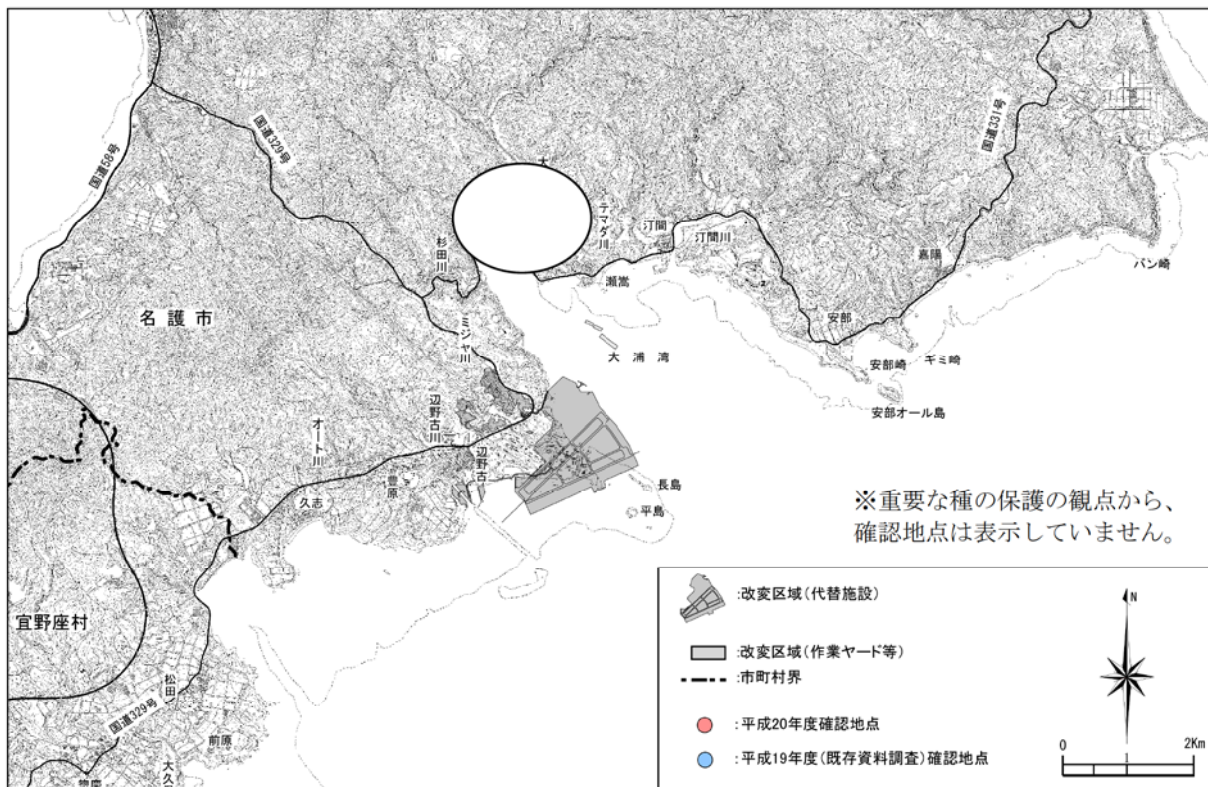 国道58号
国道329号
国道331号
大
テマダ川
汀間
汀間川
杉田川
瀬嵩
嘉陽
バン崎
名護市
ミジャ川
大浦湾
安部
安部崎
ギミ崎
安部オール島
辺野古川
オート川
辺野古
豊原
久志
長島
平島
※重要な種の保護の観点から、
確認地点は表示していません。
宜野座村
松田
国道329号
前原
大久
惣慶
:改変区域(代替施設)
:改変区域(作業ヤード等)
:市町村界
:平成20年度確認地点
:平成19年度(既存資料調査)確認地点
N
0 1 2Km